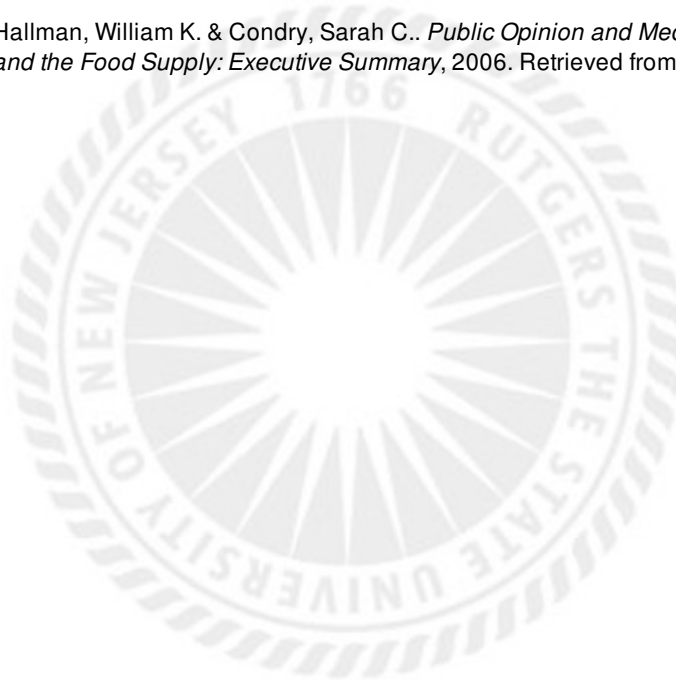 Hallman, William K. & Condry, Sarah C.. Public Opinion and
and the Food Supply: Executive Summary, 2006. Retrieved from
RUTGERS THE STATE UNIVERSITY OF NEW JERSEY
1766